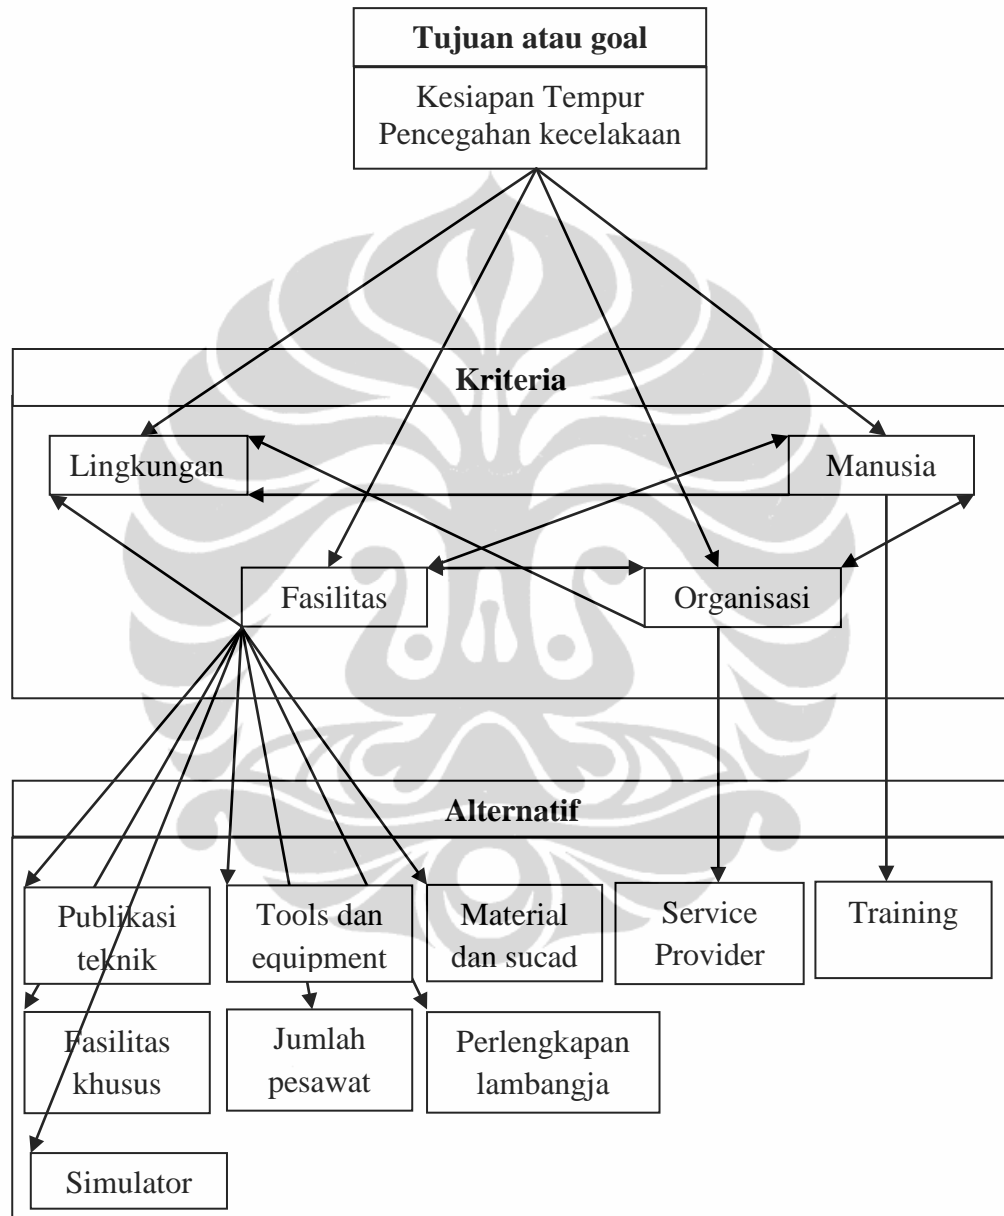 Tujuan atau goal
Kesiapan Tempur
Pencegahan kecelakaan
Kriteria
Lingkungan
Manusia
Fasilitas
Organisasi
Alternatif
Publikasi
teknik
Tools dan
equipment
Material
dan sucad
Service
Provider
Training
Fasilitas
khusus
Jumlah
pesawat
Perlengkapan
lambangja
Simulator